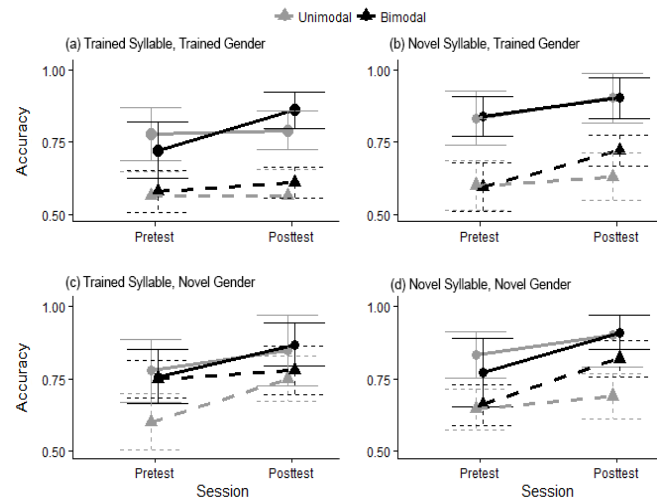 Unimodal Bimodal
(a) Trained Syllable, Trained Gender
(b) Novel Syllable, Trained Gender
Accuracy
1.00
0.75
0.50
1.00
0.75
0.50
Pretest Posttest
Pretest Posttest
(c) Trained Syllable, Novel Gender
(d) Novel Syllable, Novel Gender
Accuracy
1.00
0.75
0.50
1.00
0.75
0.50
Pretest Posttest
Pretest Posttest
Session
Session